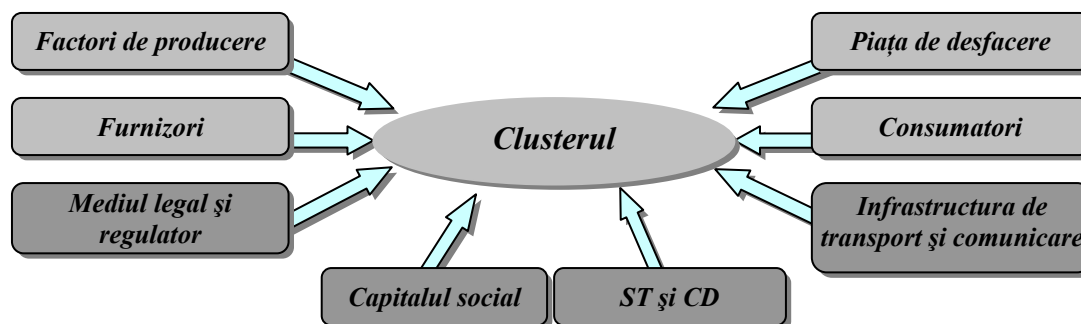 Factori de producere
Piaţa de desfacere
Furnizori
Clusterul
Consumatori
Mediul legal şi
regulator
Infrastructura de
transport şi comunicare
Capitalul social
ST şi CD